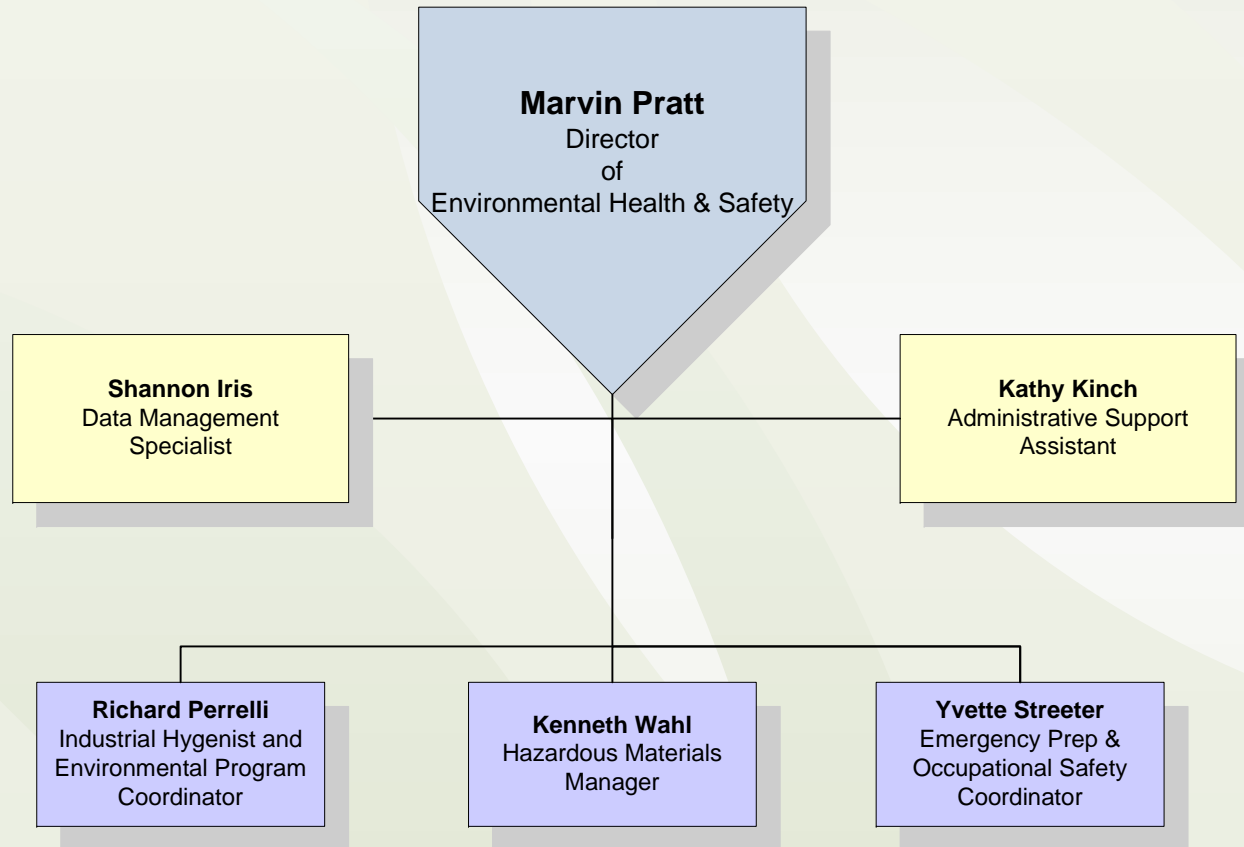 Marvin Pratt
Director
of
Environmental Health & Safety
Shannon Iris
Data Management
Specialist
Kathy Kinch
Administrative Support
Assistant
Richard Perrelli
Industrial Hygenist and
Environmental Program
Coordinator
Kenneth Wahl
Hazardous Materials
Manager
Yvette Streeter
Emergency Prep &
Occupational Safety
Coordinator